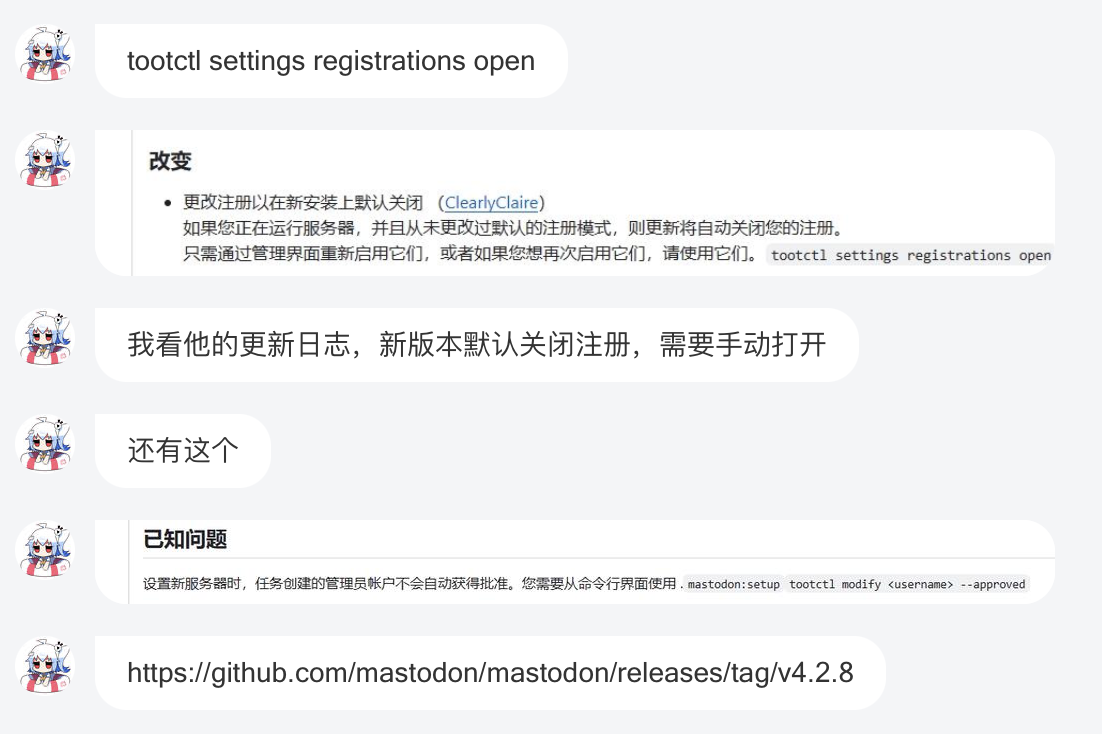 tootctl settings registrations open
改变
• 更改注册以在新安装上默认关闭 （ClearlyClaire）
如果您正在运行服务器，并且从未更改过默认的注册模式，则更新将自动关闭您的注册。
只需通过管理界面重新启用它们，或者如果您想再次启用它们，请使用它们。 tootctl settings registrations open
我看他的更新日志，新版本默认关闭注册，需要手动打开
还有这个
已知问题
设置新服务器时，任务创建的管理员帐户不会自动获得批准。您需要从命令行界面使用 . mastodon:setup tootctl modify <username> --approved
https://github.com/mastodon/mastodon/releases/tag/v4.2.8